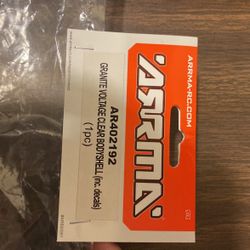 ARRMA-RC.COM
ARRMA
AR402192
GRANITE VOLTAGE CLEAR BODYSHELL (inc. decals)
(1pc)